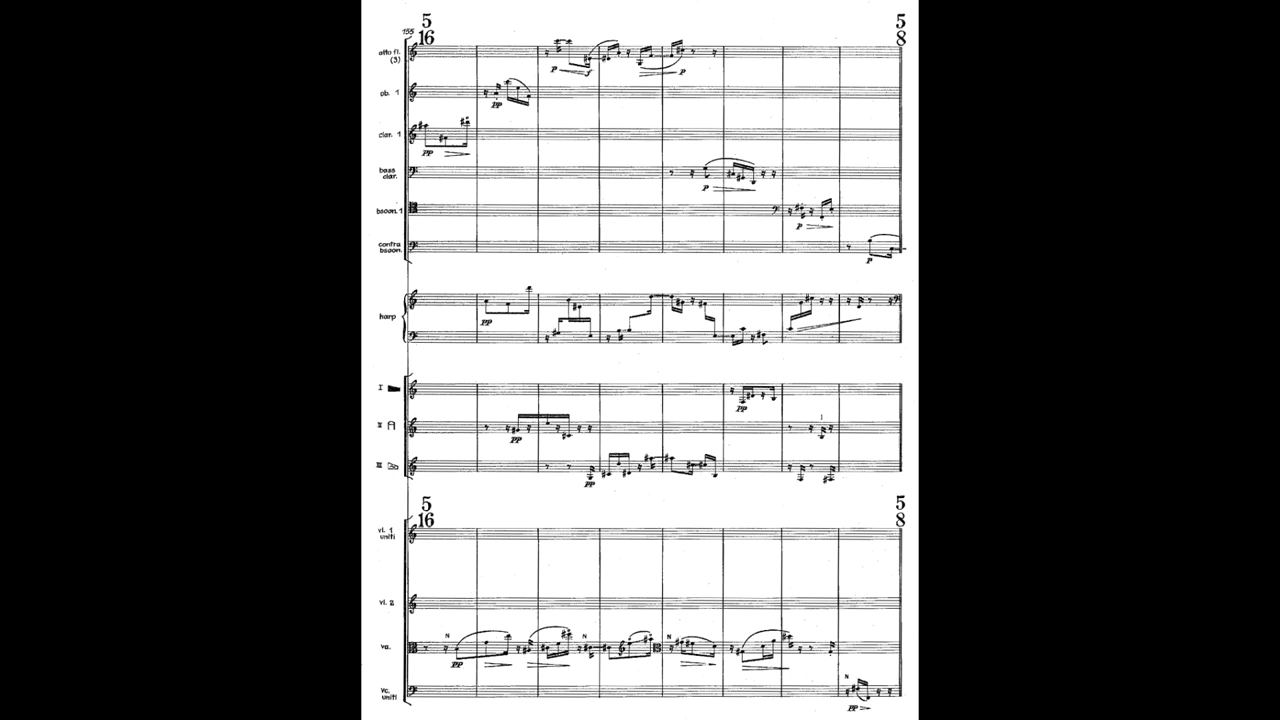 5 5
16 8
155
alto fl.
(3)
p f p
ob. 1
pp
clar. 1
pp
bass
clar.
p
bsoon. 1
p
contra
bsoon.
p
harp
pp
I
pp
II
pp
III
pp
5 5
16 8
vl. 1
uniti
vl. 2
N N N
va.
pp
N
vc.
uniti
pp